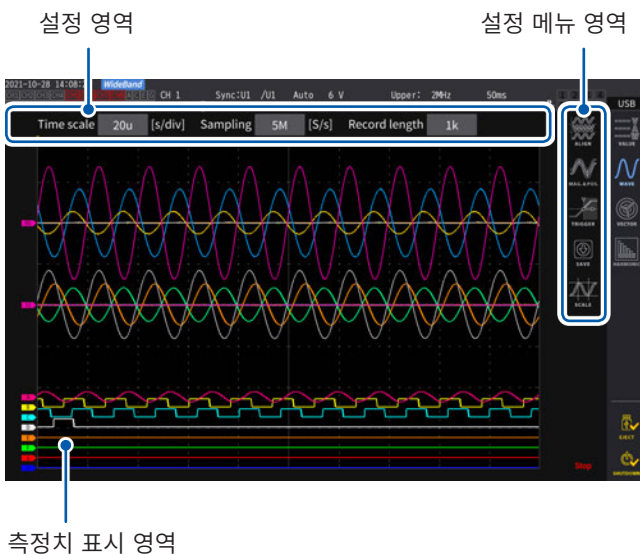 설정 영역
설정 메뉴 영역
2021-10-28 14:08:
WideBand
CH 1 Sync:U1 /U1 Auto 6 V Upper: 2MHz 50ms
USB
Time scale 20u [s/div] Sampling 5M [S/s] Record length 1k
ALIGN
VALUE
MAG.&POS.
WAVE
TRIGGER
VECTOR
SAVE
HARMONIC
SCALE
EJECT
Stop
SHUTDOWN
측정치 표시 영역